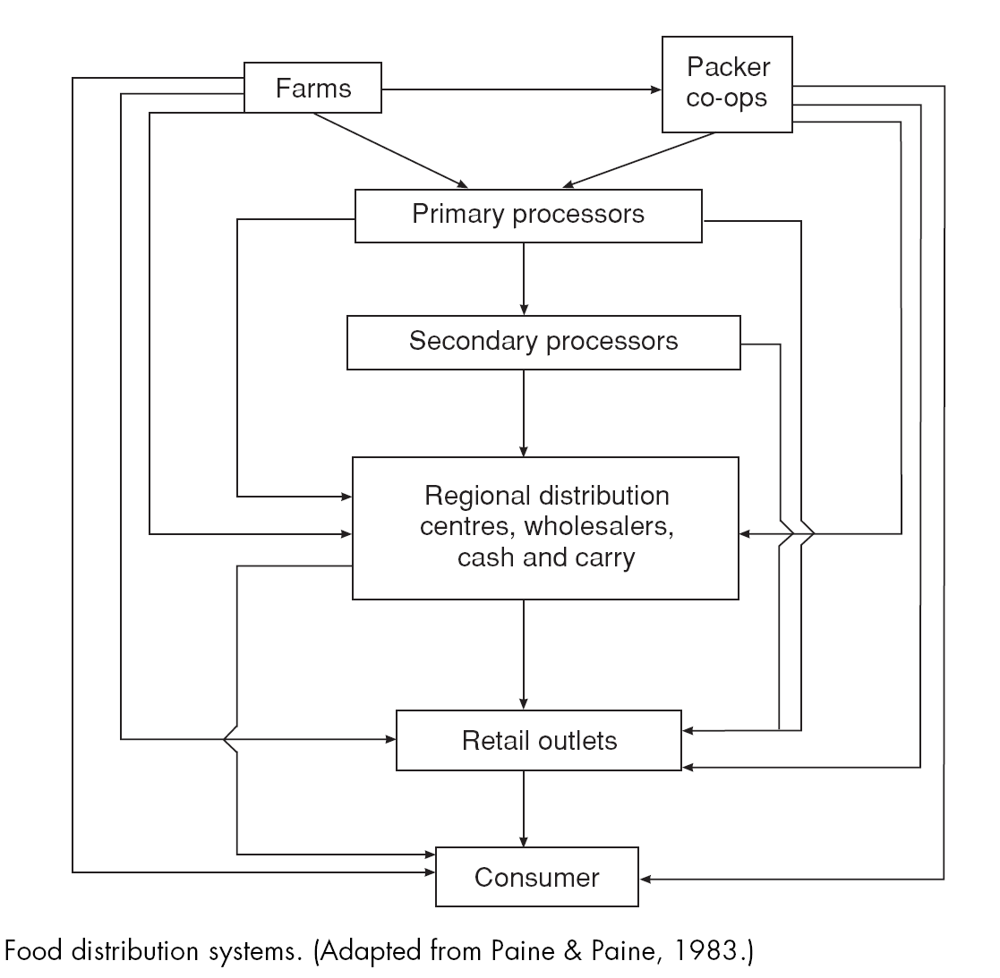 Farms
Packer
co-ops
Primary processors
Secondary processors
Regional distribution
centres, wholesalers,
cash and carry
Retail outlets
Consumer
Food distribution systems. (Adapted from Paine & Paine, 1983.)